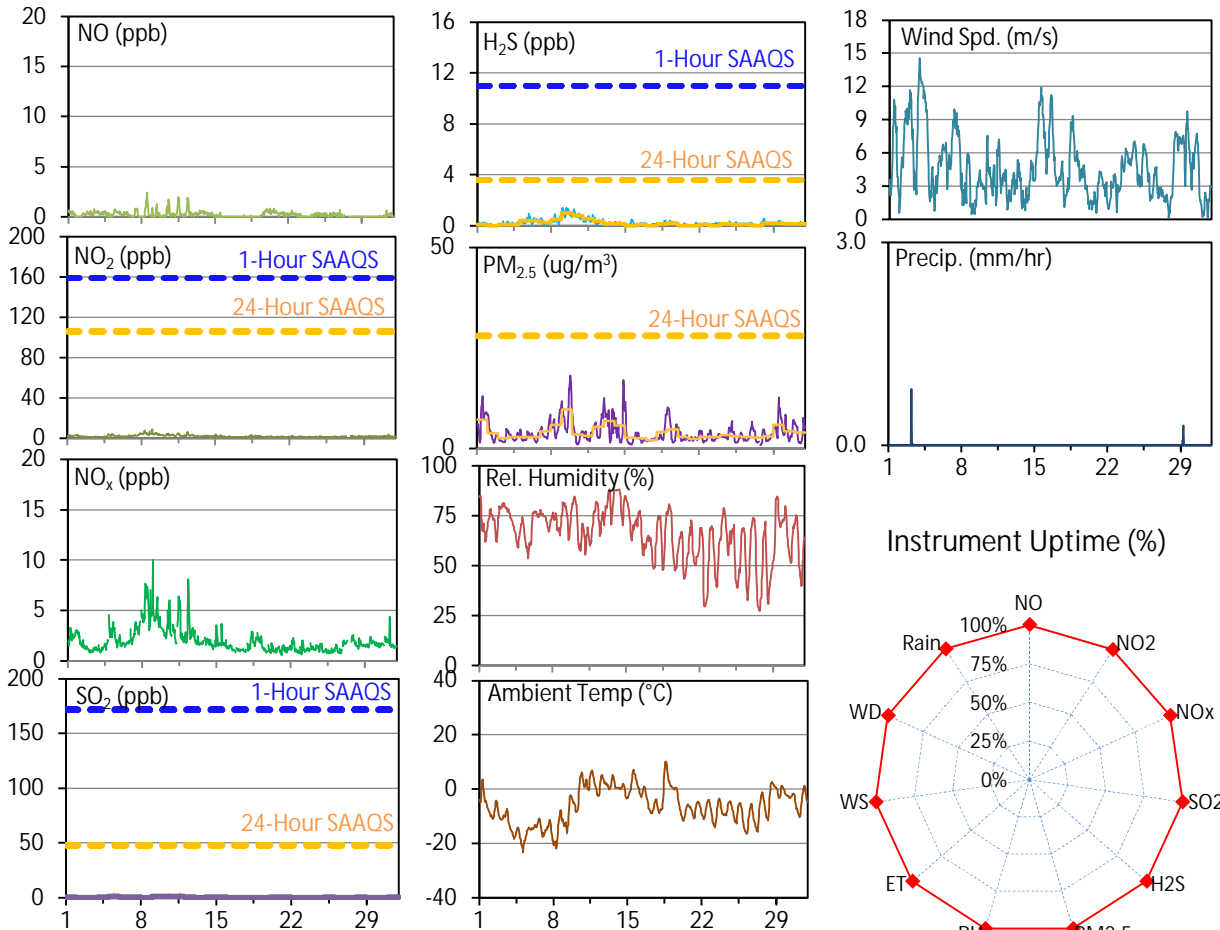 NO (ppb)
20
15
10
5
0
NO₂ (ppb)
1-Hour SAAQS
24-Hour SAAQS
200
160
120
80
40
0
NOₓ (ppb)
20
15
10
5
0
SO₂ (ppb)
1-Hour SAAQS
24-Hour SAAQS
200
150
100
50
0
1 8 15 22 29
H₂S (ppb)
1-Hour SAAQS
24-Hour SAAQS
16
12
8
4
0
PM₂.₅ (ug/m³)
24-Hour SAAQS
50
0
Rel. Humidity (%)
100
75
50
25
0
Ambient Temp (°C)
40
20
0
-20
-40
1 8 15 22 29
Wind Spd. (m/s)
18
15
12
9
6
3
0
Precip. (mm/hr)
3.0
0.0
1 8 15 22 29
Instrument Uptime (%)
NO
100%
75%
50%
25%
0%
NO2
NOx
SO2
H2S
ET
WS
WD
Rain